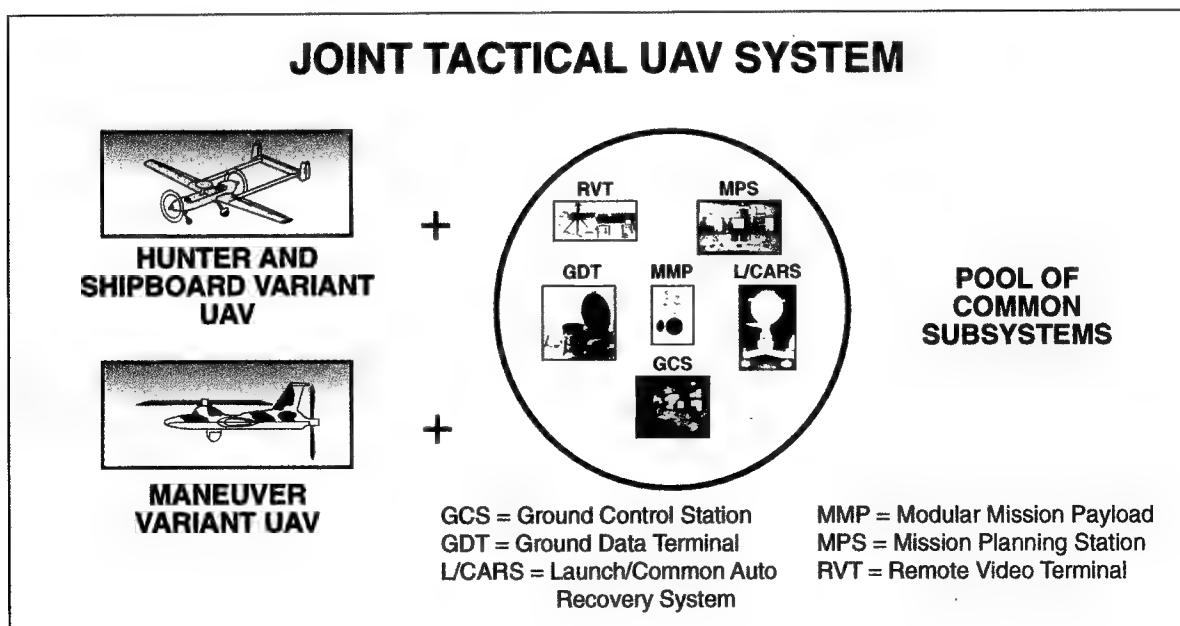 JOINT TACTICAL UAV SYSTEM
HUNTER AND
SHIPBOARD VARIANT
UAV
+
RVT
MPS
GDT
MMP
L/CARS
GCS
POOL OF
COMMON
SUBSYSTEMS
+
MANEUVER
VARIANT UAV
GCS = Ground Control Station
GDT = Ground Data Terminal
L/CARS = Launch/Common Auto
Recovery System
MMP = Modular Mission Payload
MPS = Mission Planning Station
RVT = Remote Video Terminal